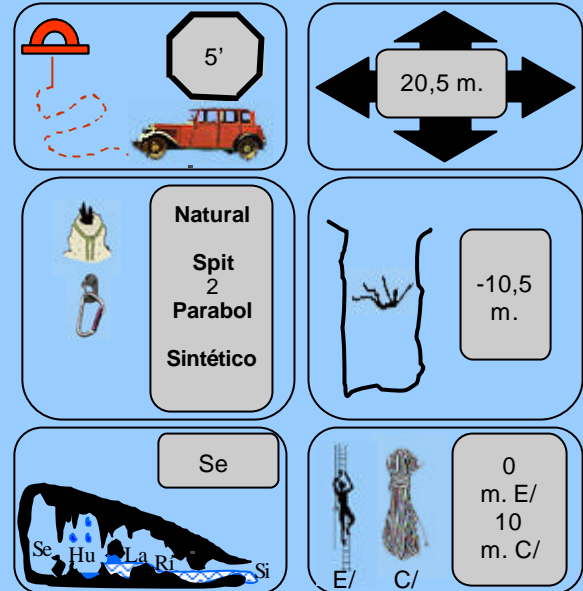 5’
20,5 m.
Natural
Spit
2
Parabol
Sintético
-10,5
m.
Se
Se Hu La Ri Si
0
m. E/
10
m. C/
E/ C/